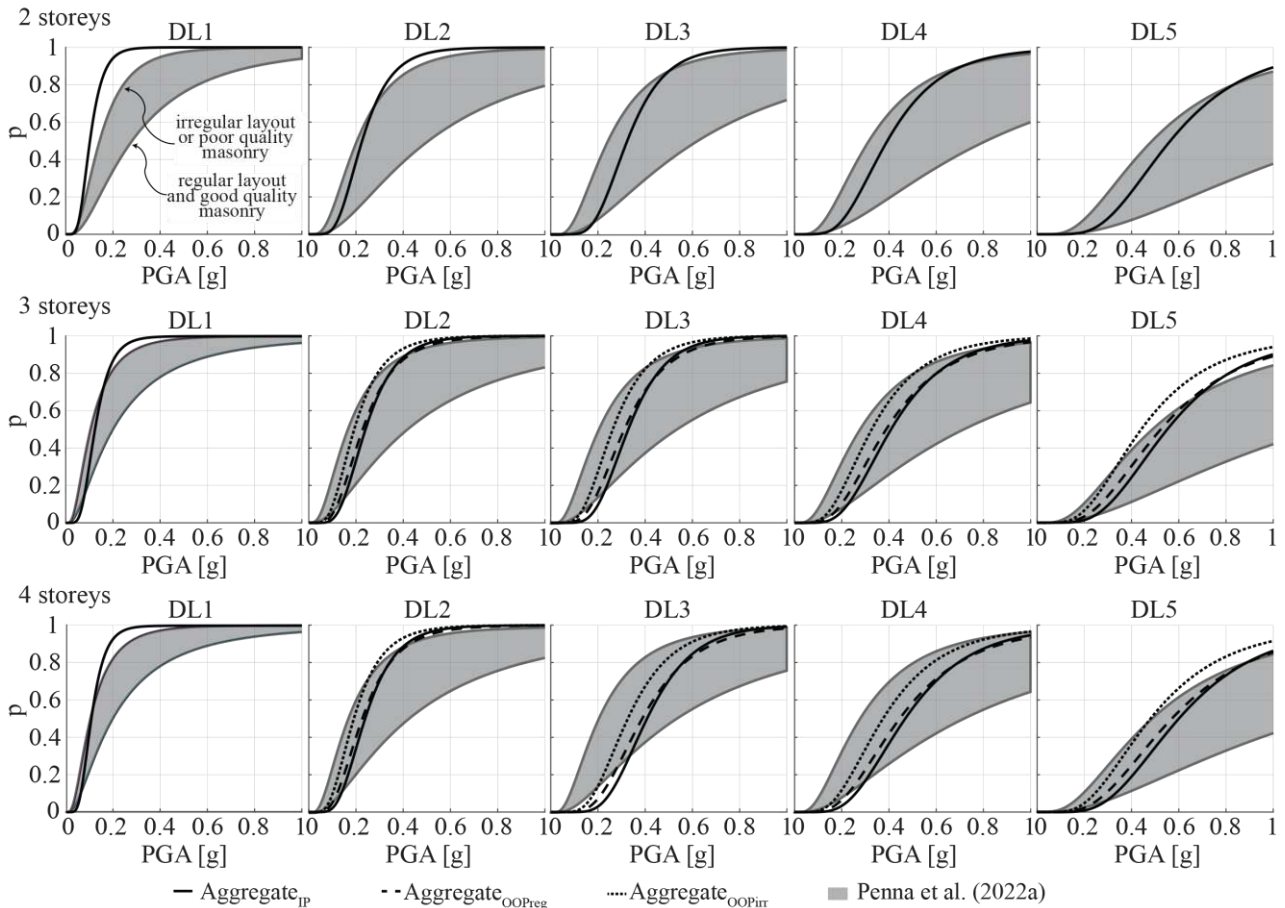 2 storeys
DL1 DL2 DL3 DL4 DL5
1
0.8
0.6
0.4
0.2
0
p
irregular layout
or poor quality
masonry
regular layout
and good quality
masonry
0 0.2 0.4 0.6 0.8 10 0.2 0.4 0.6 0.8 10 0.2 0.4 0.6 0.8 10 0.2 0.4 0.6 0.8 10 0.2 0.4 0.6 0.8 1
PGA [g] PGA [g] PGA [g] PGA [g] PGA [g]
3 storeys
DL1 DL2 DL3 DL4 DL5
1
0.8
0.6
0.4
0.2
0
p
0 0.2 0.4 0.6 0.8 10 0.2 0.4 0.6 0.8 10 0.2 0.4 0.6 0.8 10 0.2 0.4 0.6 0.8 10 0.2 0.4 0.6 0.8 1
PGA [g] PGA [g] PGA [g] PGA [g] PGA [g]
4 storeys
DL1 DL2 DL3 DL4 DL5
1
0.8
0.6
0.4
0.2
0
p
0 0.2 0.4 0.6 0.8 10 0.2 0.4 0.6 0.8 10 0.2 0.4 0.6 0.8 10 0.2 0.4 0.6 0.8 10 0.2 0.4 0.6 0.8 1
PGA [g] PGA [g] PGA [g] PGA [g] PGA [g]
Aggregate_IP Aggregate_OOPreg Aggregate_OOPirr Penna et al. (2022a)